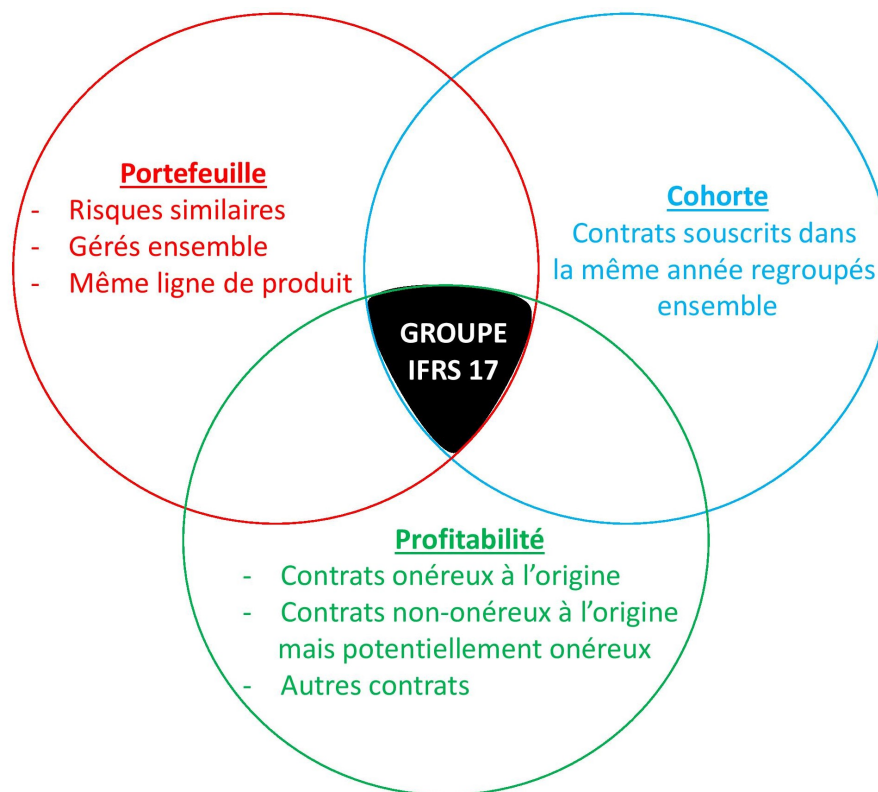 Portefeuille
- Risques similaires
- Gérés ensemble
- Même ligne de produit
Cohorte
Contrats souscrits dans
la même année regroupés
ensemble
GROUPE
IFRS 17
Profitabilité
- Contrats onéreux à l’origine
- Contrats non-onéreux à l’origine
mais potentiellement onéreux
- Autres contrats